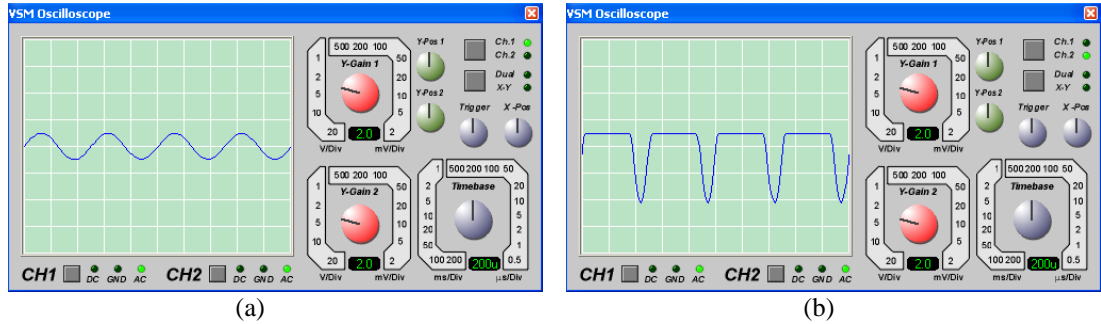 VSM Oscilloscope
500 200 100
Y-Gain 1
1
2
5
10
20
50
20
10
5
2
2.0
V/Div
mV/Div
Y-Pos 1
Y-Pos 2
Ch.1
Ch.2
Dual
X-Y
Trigger
X -Pos
500 200 100
Y-Gain 2
1
2
5
10
20
50
20
10
5
2
2.0
V/Div
mV/Div
1
500 200 100 50
Timebase
2
5
10
20
50
100 200
20
10
5
2
1
0.5
200u
ms/Div
µs/Div
CH1
DC GND AC
CH2
DC GND AC
(a)
VSM Oscilloscope
500 200 100
Y-Gain 1
1
2
5
10
20
50
20
10
5
2
2.0
V/Div
mV/Div
Y-Pos 1
Y-Pos 2
Ch.1
Ch.2
Dual
X-Y
Trigger
X -Pos
500 200 100
Y-Gain 2
1
2
5
10
20
50
20
10
5
2
2.0
V/Div
mV/Div
1
500 200 100 50
Timebase
2
5
10
20
50
100 200
20
10
5
2
1
0.5
200u
ms/Div
µs/Div
CH1
DC GND AC
CH2
DC GND AC
(b)